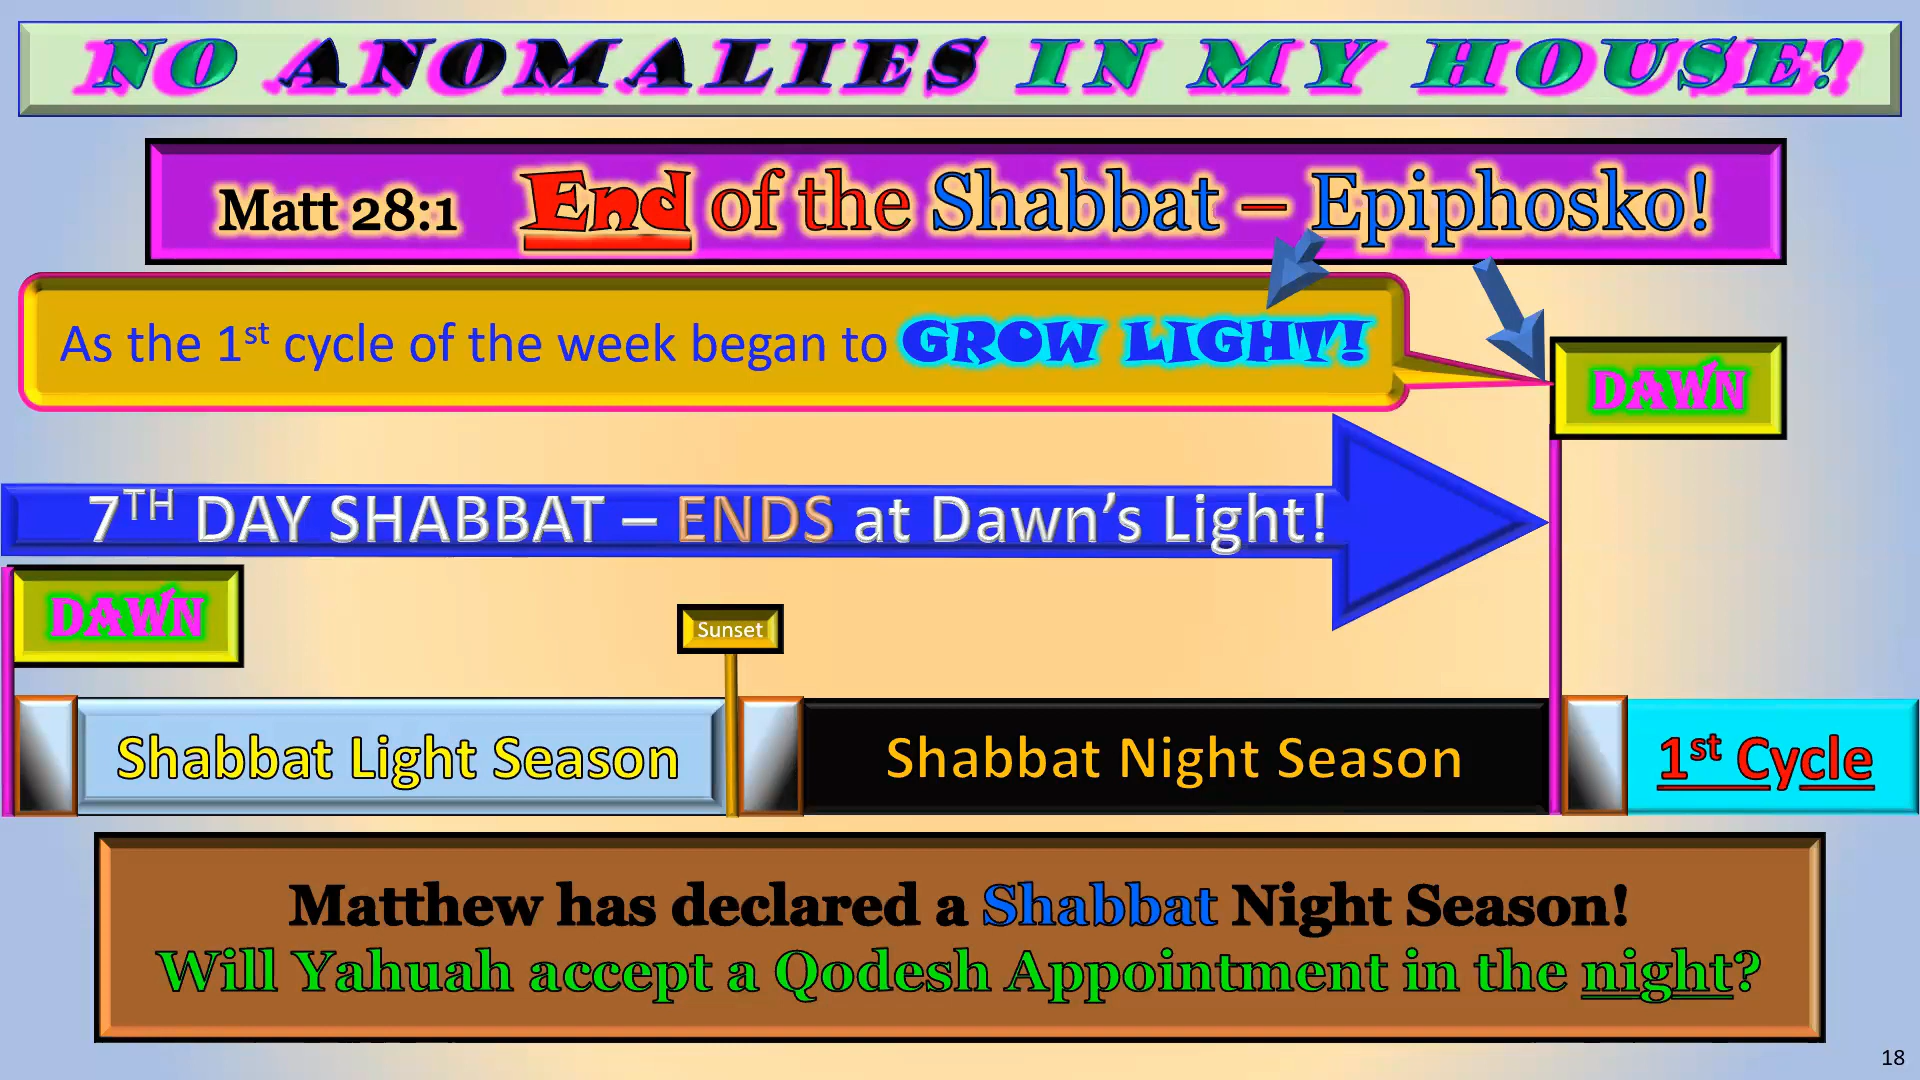 NO ANOMALIES IN MY HOUSE!
Matt 28:1 End of the Shabbat – Epiphosko!
As the 1st cycle of the week began to GROW LIGHT!
DAWN
7TH DAY SHABBAT – ENDS at Dawn’s Light!
DAWN
Sunset
Shabbat Light Season
Shabbat Night Season
1st Cycle
Matthew has declared a Shabbat Night Season!
Will Yahuah accept a Qodesh Appointment in the night?
18